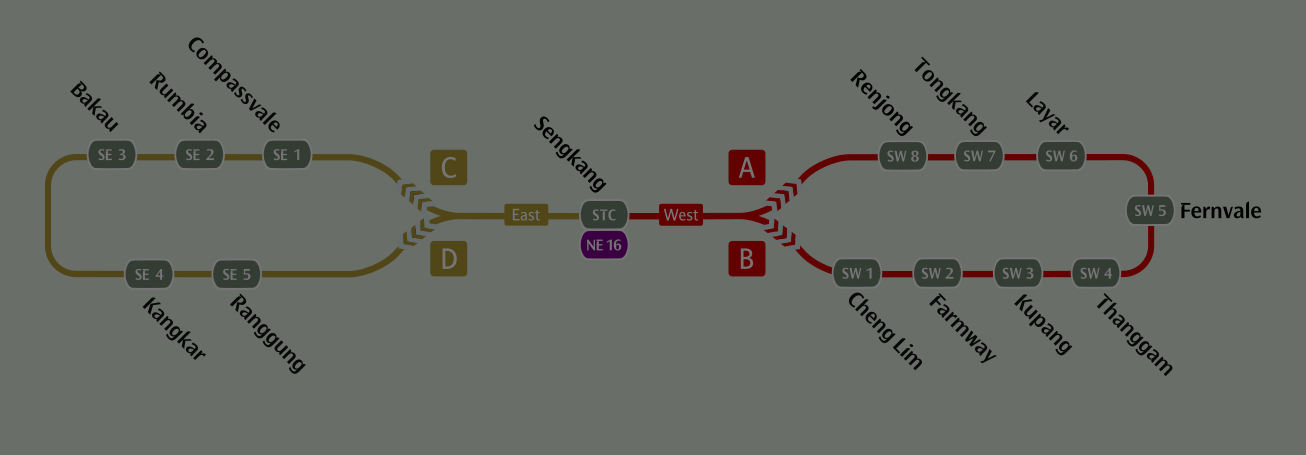 Compassvale
Rumbia
Bakau
SE 3
SE 2
SE 1
C
East
D
SE 4
SE 5
Kangkar
Ranggung
Sengkang
STC
NE 16
West
A
B
Renjong
Tongkang
Layar
SW 8
SW 7
SW 6
SW 5
Fernvale
SW 1
SW 2
SW 3
SW 4
Cheng Lim
Farmway
Kupang
Thanggam